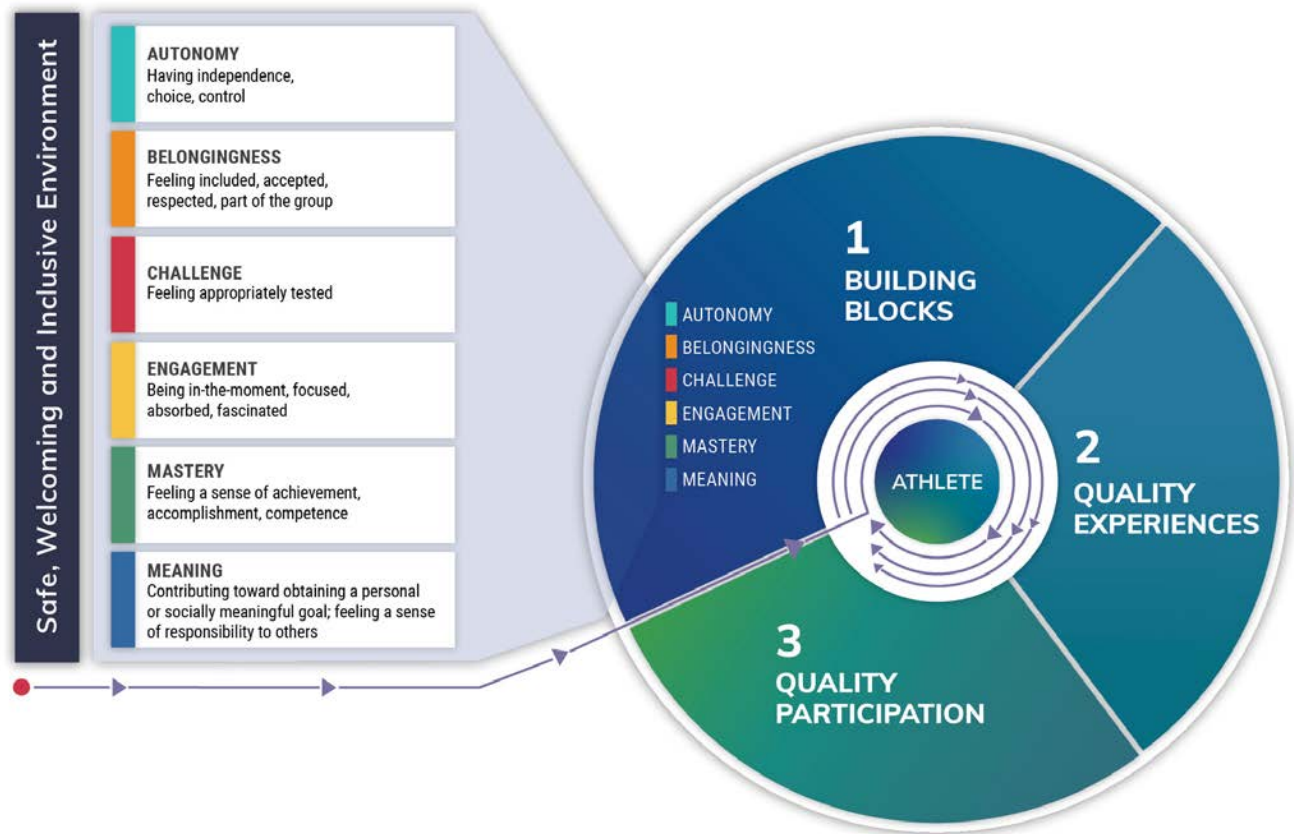 Safe, Welcoming and Inclusive Environment
AUTONOMY
Having independence,
choice, control
BELONGINGNESS
Feeling included, accepted,
respected, part of the group
CHALLENGE
Feeling appropriately tested
ENGAGEMENT
Being in-the-moment, focused,
absorbed, fascinated
MASTERY
Feeling a sense of achievement,
accomplishment, competence
MEANING
Contributing toward obtaining a personal
or socially meaningful goal; feeling a sense
of responsibility to others
1
BUILDING
BLOCKS
AUTONOMY
BELONGINGNESS
CHALLENGE
ENGAGEMENT
MASTERY
MEANING
ATHLETE
2
QUALITY
EXPERIENCES
3
QUALITY
PARTICIPATION